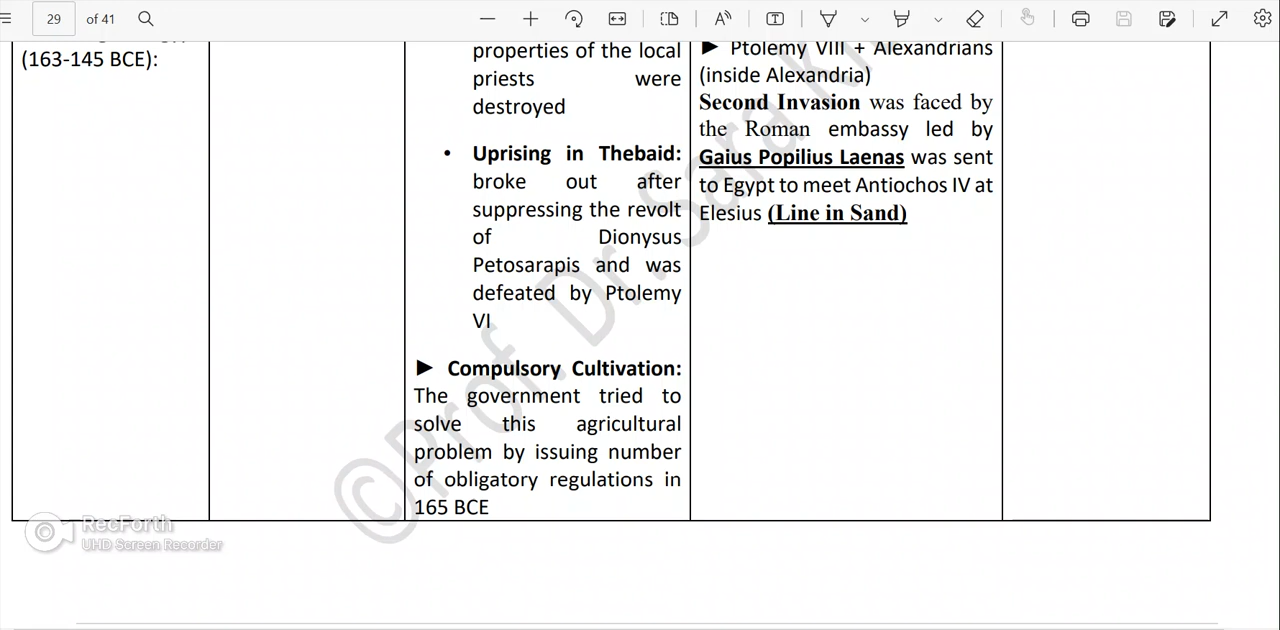 29 of 41
(163-145 BCE):
properties of the local
priests were
destroyed
• Uprising in Thebaid:
broke out after
suppressing the revolt
of Dionysus
Petosarapis and was
defeated by Ptolemy
VI
► Compulsory Cultivation:
The government tried to
solve this agricultural
problem by issuing number
of obligatory regulations in
165 BCE
► Ptolemy VIII + Alexandrians
(inside Alexandria)
Second Invasion was faced by
the Roman embassy led by
Gaius Popilius Laenas was sent
to Egypt to meet Antiochos IV at
Elesius (Line in Sand)
©Prof. Dr. Sara
RecForth
UHD Screen Recorder